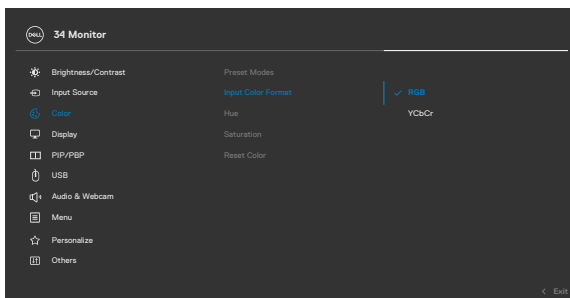 DELL 34 Monitor
Brightness/Contrast Preset Modes
Input Source Input Color Format ✓ RGB
Color Hue YCbCr
Display Saturation
PIP/PBP Reset Color
USB
Audio & Webcam
Menu
Personalize
Others
< Exit